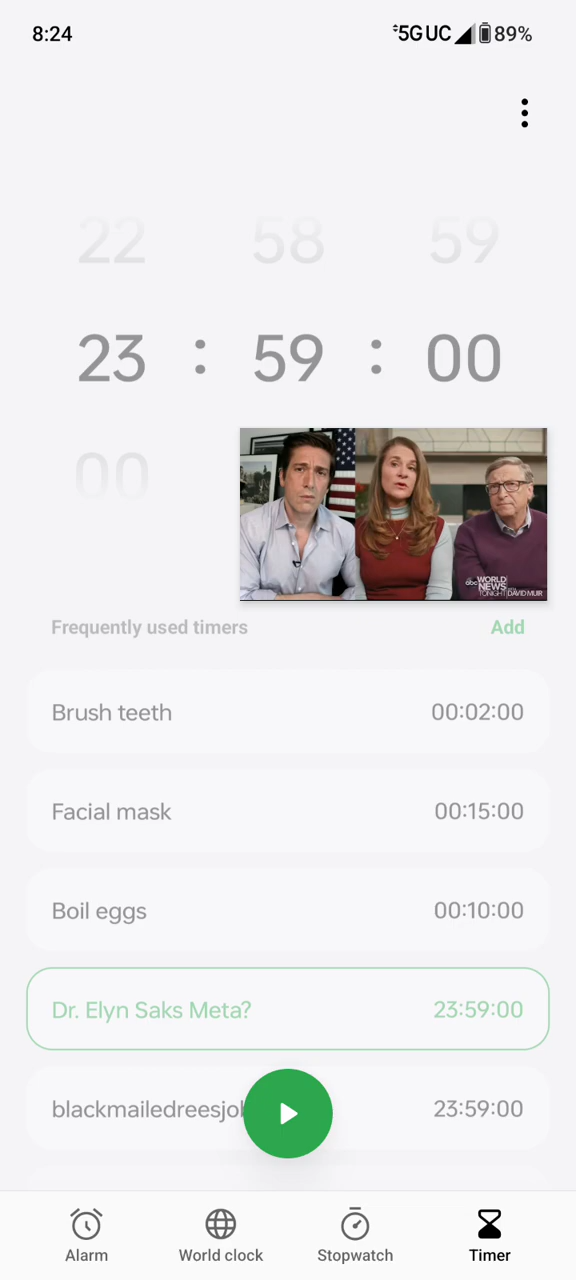 8:24
5G UC 89%
22 58 59
23 : 59 : 00
00
abc WORLD
NEWS
TONIGHT WITH DAVID MUIR
Frequently used timers Add
Brush teeth 00:02:00
Facial mask 00:15:00
Boil eggs 00:10:00
Dr. Elyn Saks Meta? 23:59:00
blackmailedreesjo 23:59:00
Alarm World clock Stopwatch Timer